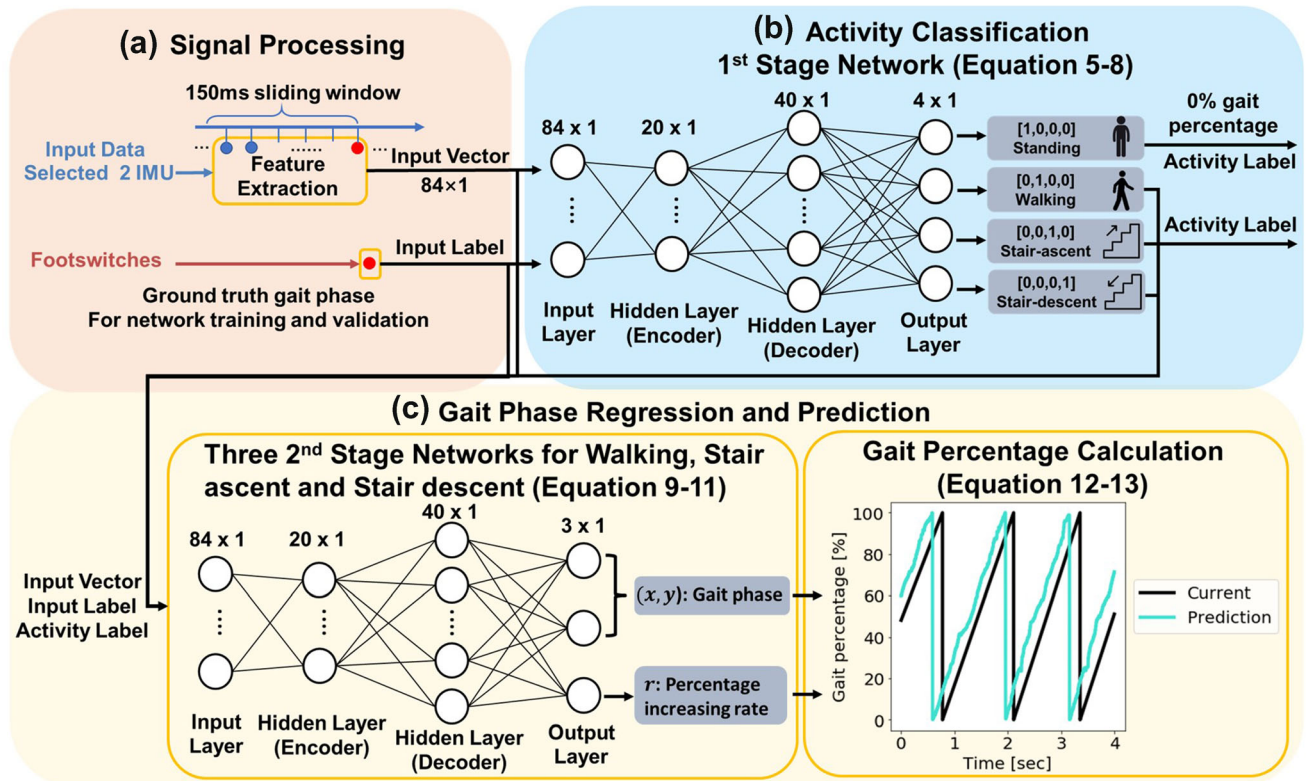 (a) Signal Processing
150ms sliding window
Input Data
Selected 2 IMU
...
......
...
Feature
Extraction
Input Vector
84×1
Footswitches
Input Label
Ground truth gait phase
For network training and validation
(b) Activity Classification
1st Stage Network (Equation 5-8)
84 x 1
20 x 1
40 x 1
4 x 1
Input
Layer
Hidden Layer
(Encoder)
Hidden Layer
(Decoder)
Output
Layer
[1,0,0,0]
Standing
[0,1,0,0]
Walking
[0,0,1,0]
Stair-ascent
[0,0,0,1]
Stair-descent
0% gait
percentage
Activity Label
Activity Label
(c) Gait Phase Regression and Prediction
Input Vector
Input Label
Activity Label
Three 2nd Stage Networks for Walking, Stair
ascent and Stair descent (Equation 9-11)
84 x 1
20 x 1
40 x 1
3 x 1
Input
Layer
Hidden Layer
(Encoder)
Hidden Layer
(Decoder)
Output
Layer
(x, y): Gait phase
r: Percentage
increasing rate
Gait Percentage Calculation
(Equation 12-13)
Gait percentage [%]
100
80
60
40
20
0
0
1
2
3
4
Time [sec]
Current
Prediction